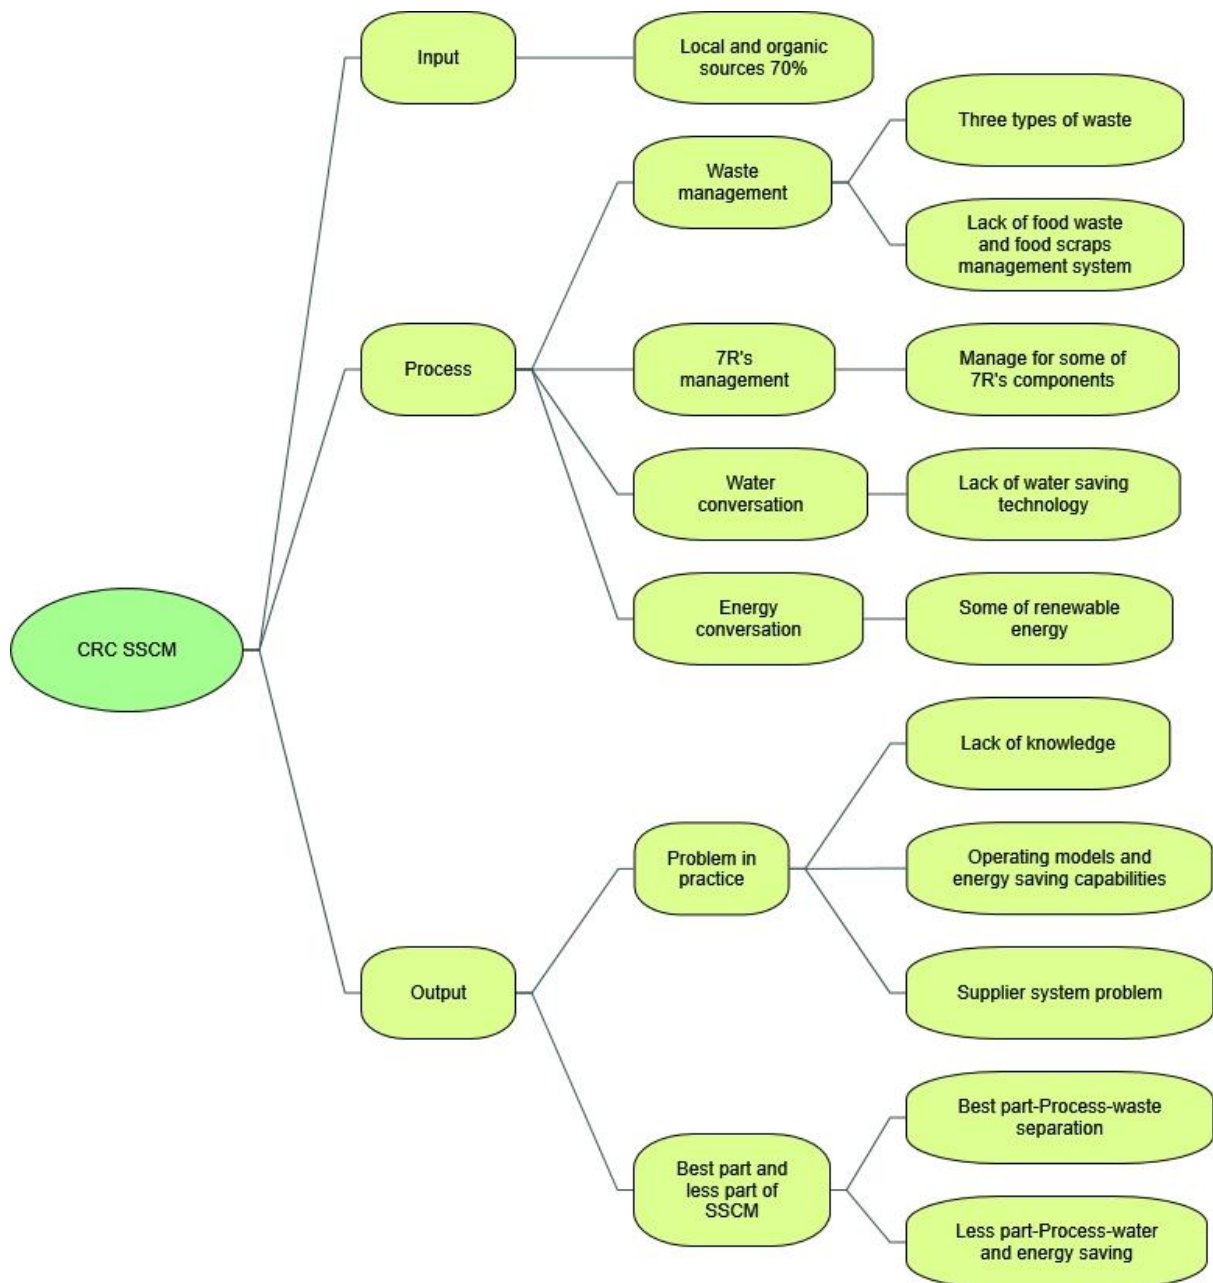 Input
Local and organic
sources 70%
Three types of waste
Waste
management
Lack of food waste
and food scraps
management system
Process
7R's
management
Manage for some of
7R's components
Water
conversation
Lack of water saving
technology
Energy
conversation
Some of renewable
energy
CRC SSCM
Lack of knowledge
Problem in
practice
Operating models and
energy saving capabilities
Output
Supplier system problem
Best part-Process-waste
separation
Best part and
less part of
SSCM
Less part-Process-water
and energy saving